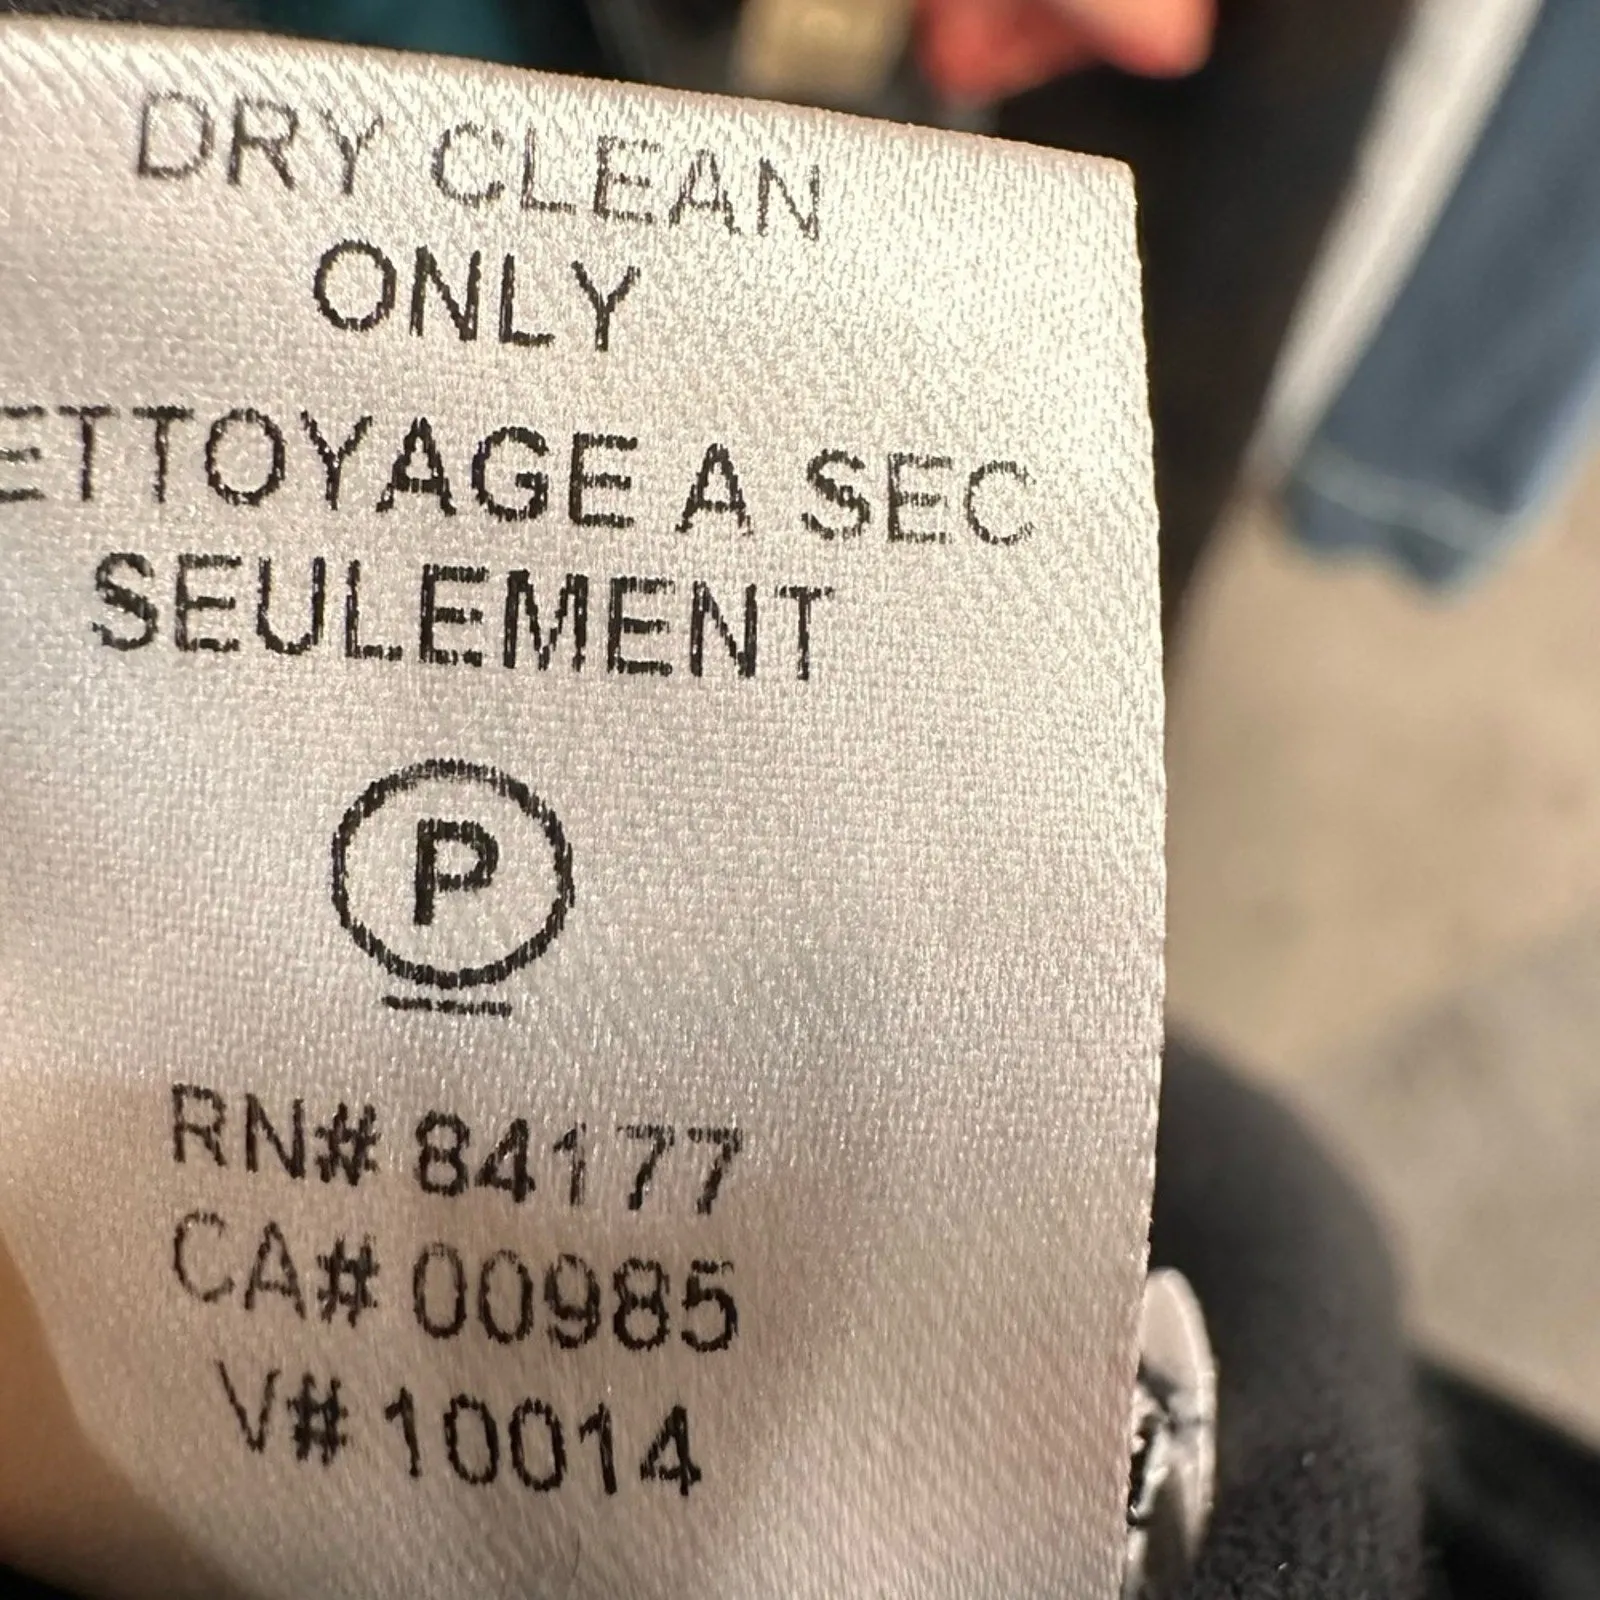 DRY CLEAN
ONLY
ETTOYAGE A SEC
SEULEMENT
P
RN# 84177
CA# 00985
V# 10014